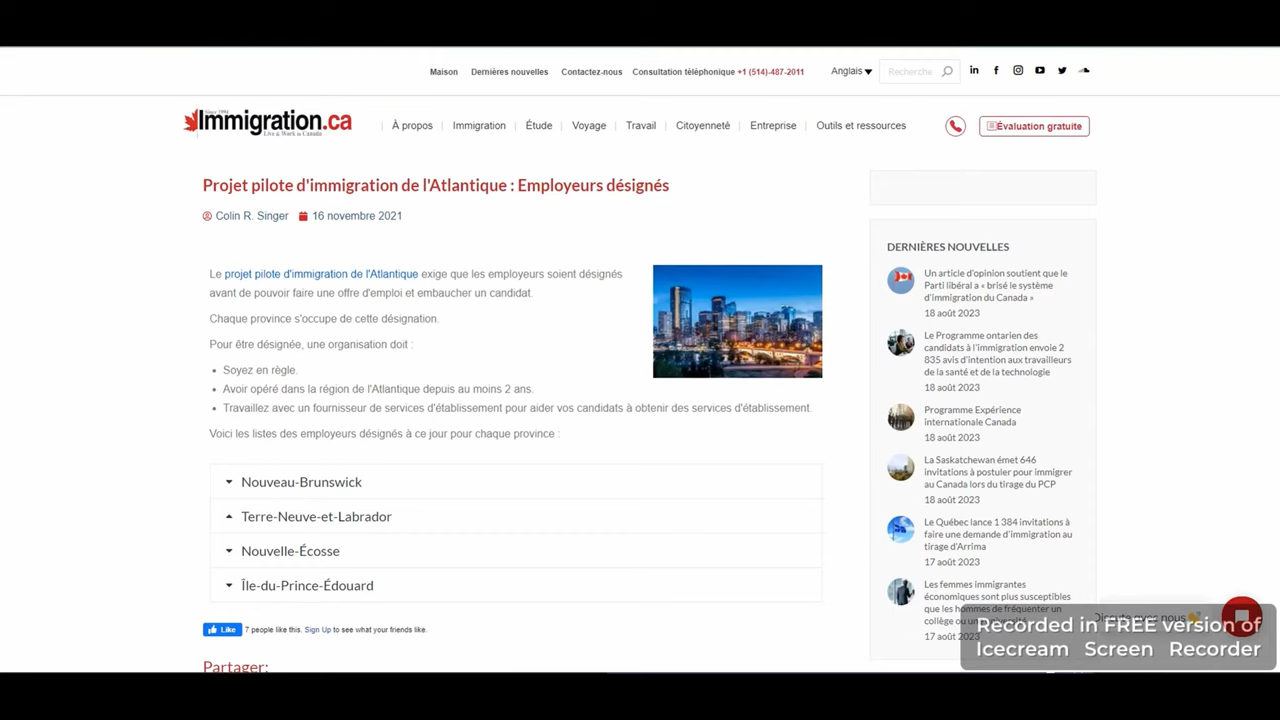 Maison Dernières nouvelles Contactez-nous Consultation téléphonique +1 (514)-487-2011 Anglais Recherche
Since 1994
Immigration.ca
Live & Work in Canada
À propos Immigration Étude Voyage Travail Citoyenneté Entreprise Outils et ressources Évaluation gratuite
Projet pilote d'immigration de l'Atlantique : Employeurs désignés
Colin R. Singer 16 novembre 2021
Le projet pilote d'immigration de l'Atlantique exige que les employeurs soient désignés
avant de pouvoir faire une offre d'emploi et embaucher un candidat.
Chaque province s'occupe de cette désignation.
Pour être désignée, une organisation doit :
• Soyez en règle.
• Avoir opéré dans la région de l'Atlantique depuis au moins 2 ans.
• Travaillez avec un fournisseur de services d'établissement pour aider vos candidats à obtenir des services d'établissement.
Voici les listes des employeurs désignés à ce jour pour chaque province :
Nouveau-Brunswick
Terre-Neuve-et-Labrador
Nouvelle-Écosse
Île-du-Prince-Édouard
Like 7 people like this. Sign Up to see what your friends like.
Partager:
DERNIÈRES NOUVELLES
Un article d'opinion soutient que le
Parti libéral a « brisé le système
d'immigration du Canada »
18 août 2023
Le Programme ontarien des
candidats à l'immigration envoie 2
835 avis d'intention aux travailleurs
de la santé et de la technologie
18 août 2023
Programme Expérience
internationale Canada
18 août 2023
La Saskatchewan émet 646
invitations à postuler pour immigrer
au Canada lors du tirage du PCP
18 août 2023
Le Québec lance 1 384 invitations à
faire une demande d'immigration au
tirage d'Arrima
17 août 2023
Les femmes immigrantes
économiques sont plus susceptibles
que les hommes de fréquenter un
collège ou une université
17 août 2023
Discute avec nous
Recorded in FREE version of
Icecream Screen Recorder